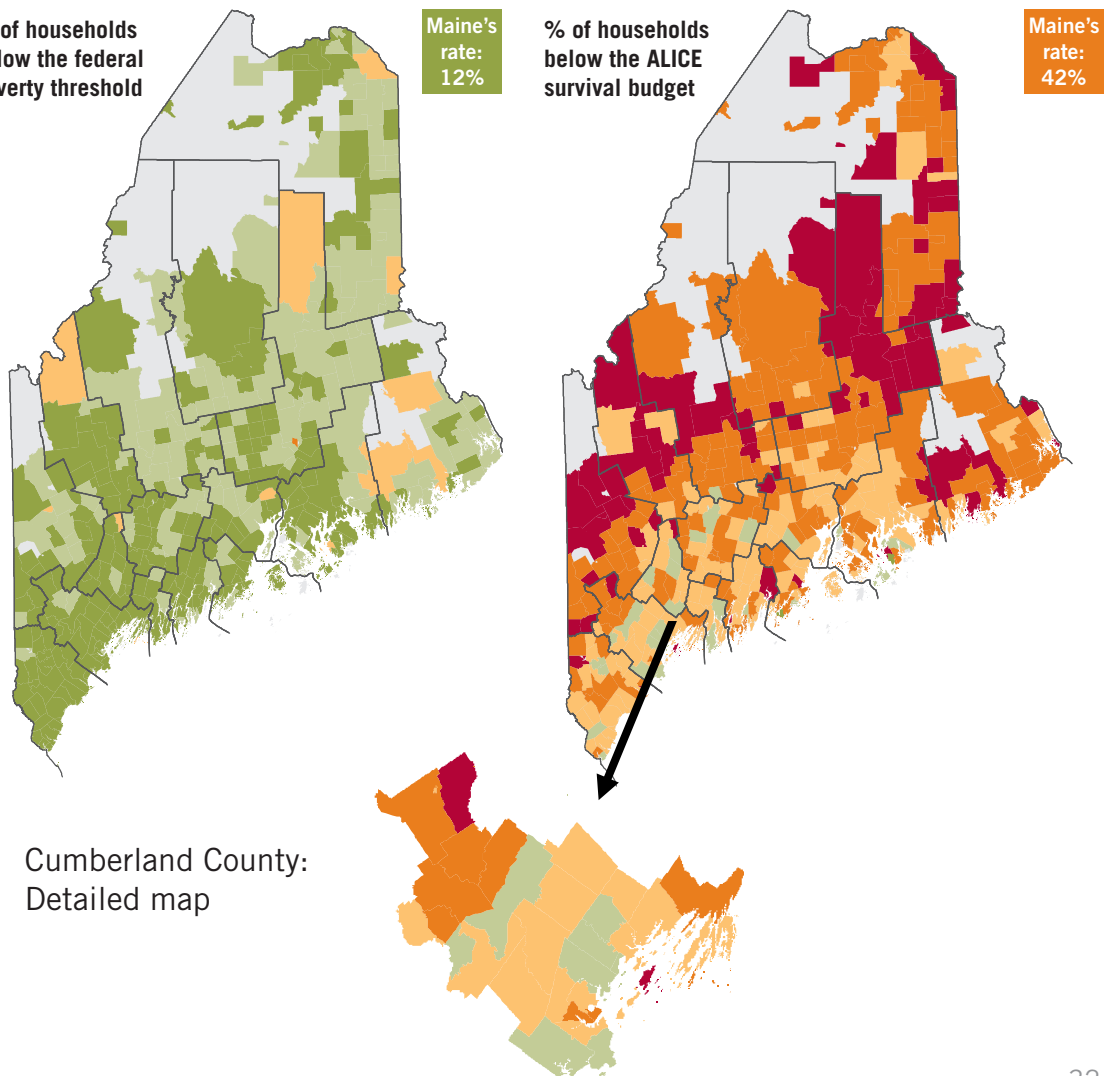 of households
low the federal
verty threshold
Maine's
rate:
12%
% of households
below the ALICE
survival budget
Maine's
rate:
42%
Cumberland County:
Detailed map